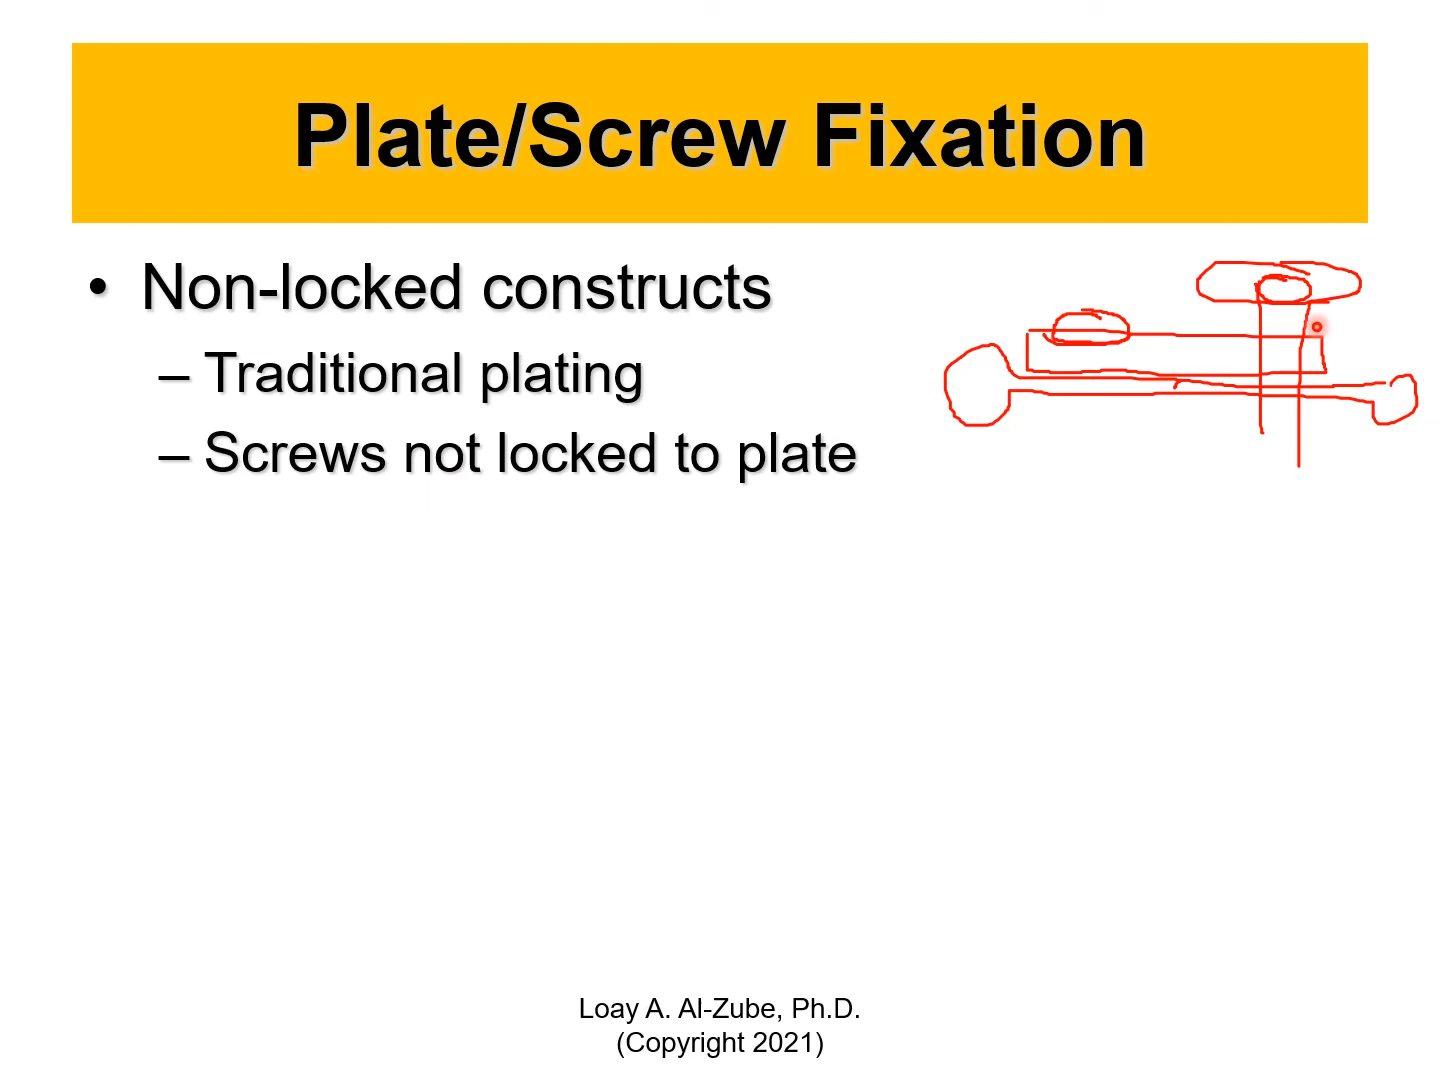 Plate/Screw Fixation
• Non-locked constructs
– Traditional plating
– Screws not locked to plate
Loay A. Al-Zube, Ph.D.
(Copyright 2021)